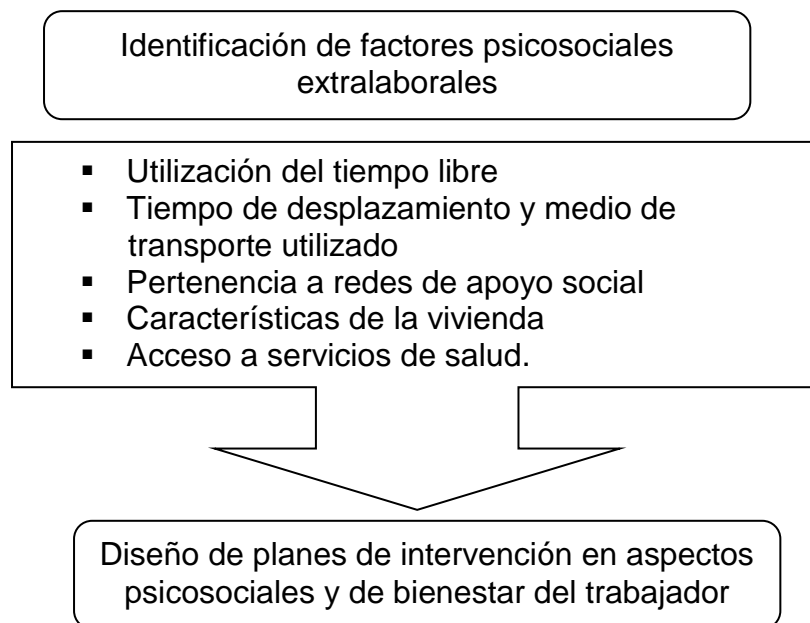 Identificación de factores psicosociales
extralaborales
▪ Utilización del tiempo libre
▪ Tiempo de desplazamiento y medio de
transporte utilizado
▪ Pertenencia a redes de apoyo social
▪ Características de la vivienda
▪ Acceso a servicios de salud.
Diseño de planes de intervención en aspectos
psicosociales y de bienestar del trabajador